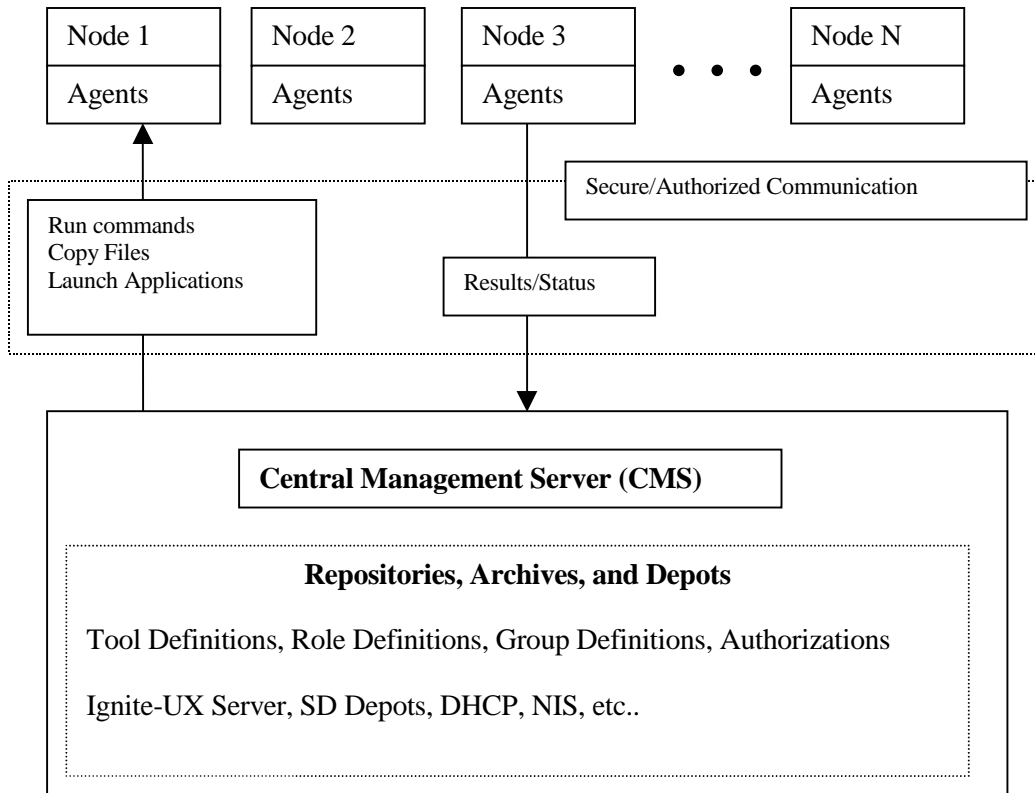 Node 1
Node 2
Node 3
Node N
Agents
Agents
Agents
Agents
Secure/Authorized Communication
Run commands
Copy Files
Launch Applications
Results/Status
Central Management Server (CMS)
Repositories, Archives, and Depots
Tool Definitions, Role Definitions, Group Definitions, Authorizations
Ignite-UX Server, SD Depots, DHCP, NIS, etc..